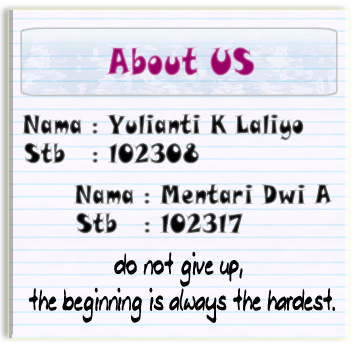 About US
Nama : Yulianti K Laliyo
Stb : 102308
Nama : Mentari Dwi A
Stb : 102317
do not give up,
the beginning is always the hardest.